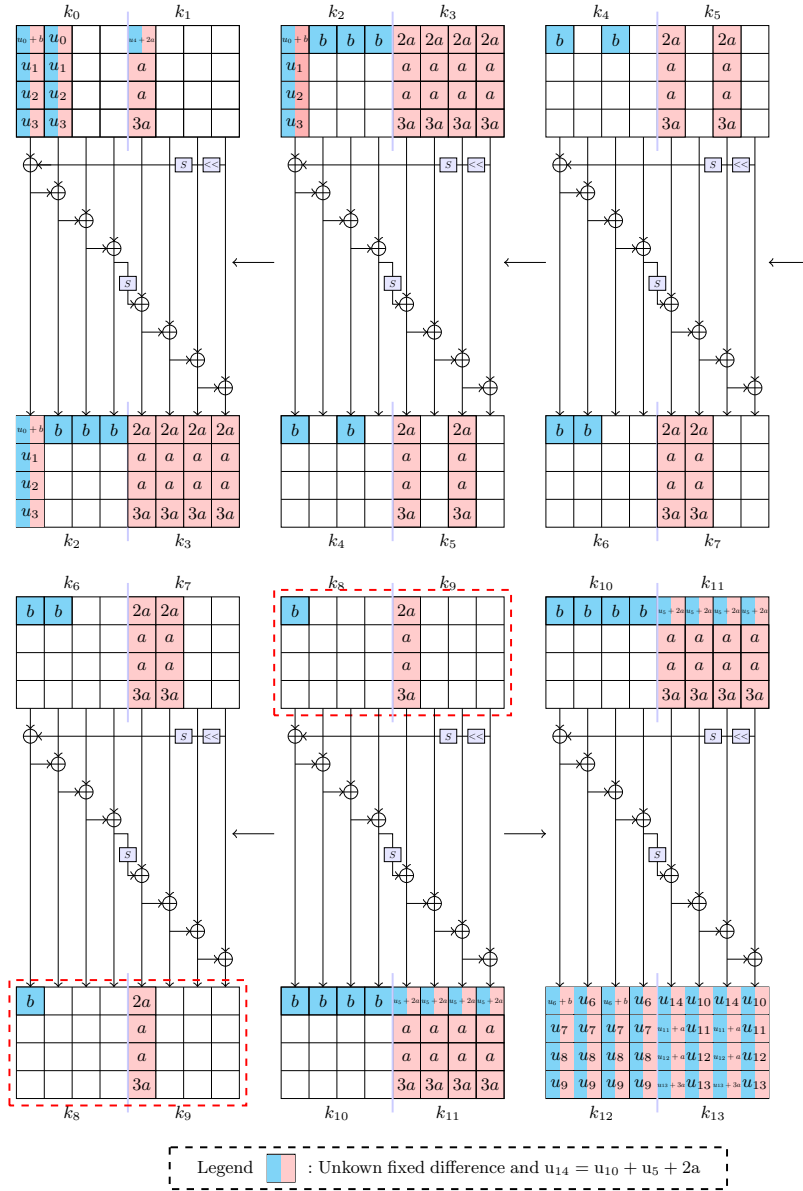 k0 k1
u0 + b u0 u4 + 2a
u1 u1 a
u2 u2 a
u3 u3 3a
S <<
S
u0 + b b b b 2a 2a 2a 2a
u1 a a a a
u2 a a a a
u3 3a 3a 3a 3a
k2 k3
k2 k3
u0 + b b b b 2a 2a 2a 2a
u1 a a a a
u2 a a a a
u3 3a 3a 3a 3a
S <<
S
b b 2a 2a
a a
a a
3a 3a
k4 k5
k4 k5
b b 2a 2a
a a
a a
3a 3a
S <<
S
b b 2a 2a
a a
a a
3a 3a
k6 k7
k6 k7
b b 2a 2a
a a
a a
3a 3a
S <<
S
b 2a
a
a
3a
k8 k9
k8 k9
b 2a
a
a
3a
S <<
S
b b b b u5 + 2a u5 + 2a u5 + 2a u5 + 2a
a a a a
a a a a
3a 3a 3a 3a
k10 k11
k10 k11
b b b b u5 + 2a u5 + 2a u5 + 2a u5 + 2a
a a a a
a a a a
3a 3a 3a 3a
S <<
S
u6 + b u6 u6 + b u6 u14 u10 u14 u10
u7 u7 u7 u7 u11 + a u11 u11 + a u11
u8 u8 u8 u8 u12 + a u12 u12 + a u12
u9 u9 u9 u9 u13 + 3a u13 u13 + 3a u13
k12 k13
Legend : Unkown fixed difference and u14 = u10 + u5 + 2a